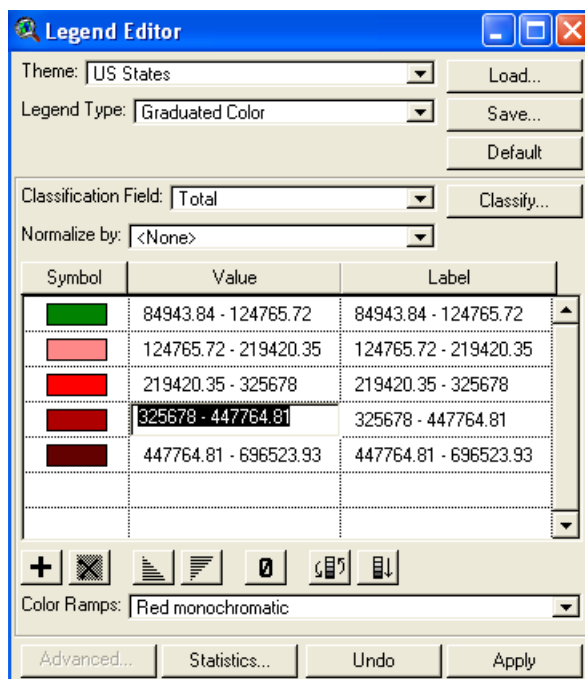 Legend Editor
Theme: US States
Load...
Legend Type: Graduated Color
Save...
Default
Classification Field: Total
Classify...
Normalize by: <None>
Symbol Value Label
84943.84 - 124765.72 84943.84 - 124765.72
124765.72 - 219420.35 124765.72 - 219420.35
219420.35 - 325678 219420.35 - 325678
325678 - 447764.81 325678 - 447764.81
447764.81 - 696523.93 447764.81 - 696523.93
0
Color Ramps: Red monochromatic
Advanced... Statistics... Undo Apply